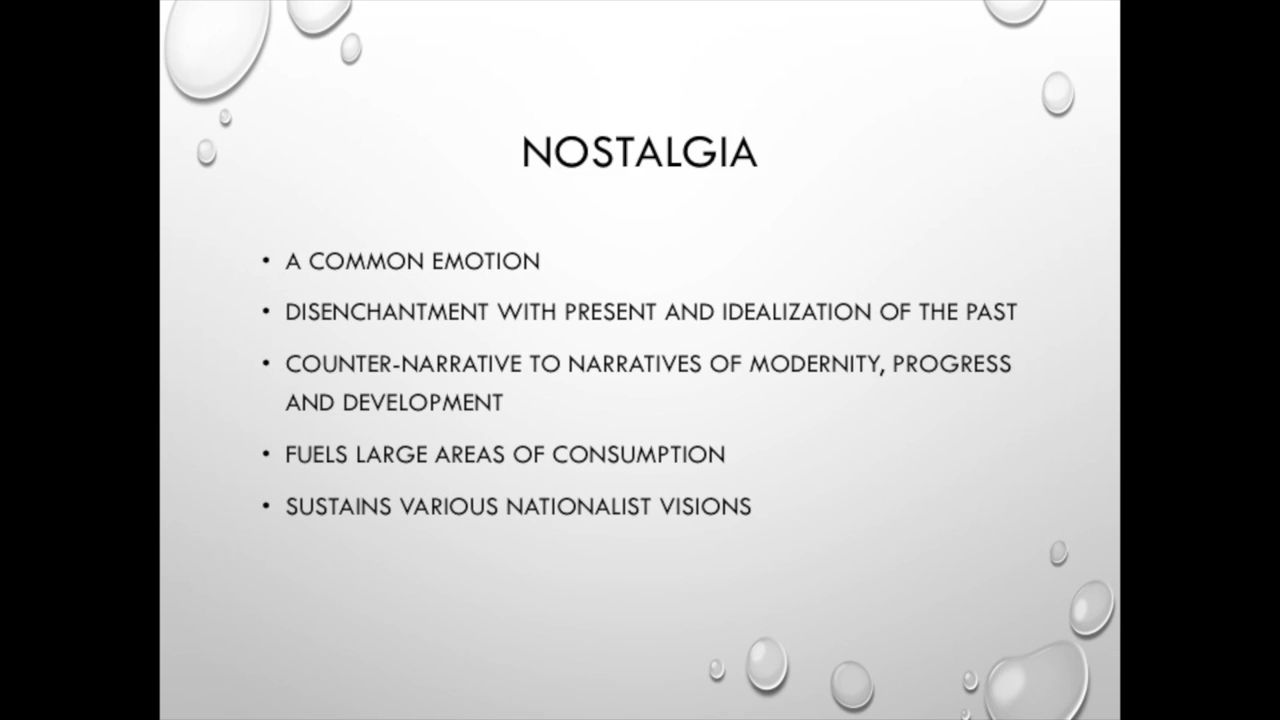 NOSTALGIA
• A COMMON EMOTION
• DISENCHANTMENT WITH PRESENT AND IDEALIZATION OF THE PAST
• COUNTER-NARRATIVE TO NARRATIVES OF MODERNITY, PROGRESS
AND DEVELOPMENT
• FUELS LARGE AREAS OF CONSUMPTION
• SUSTAINS VARIOUS NATIONALIST VISIONS